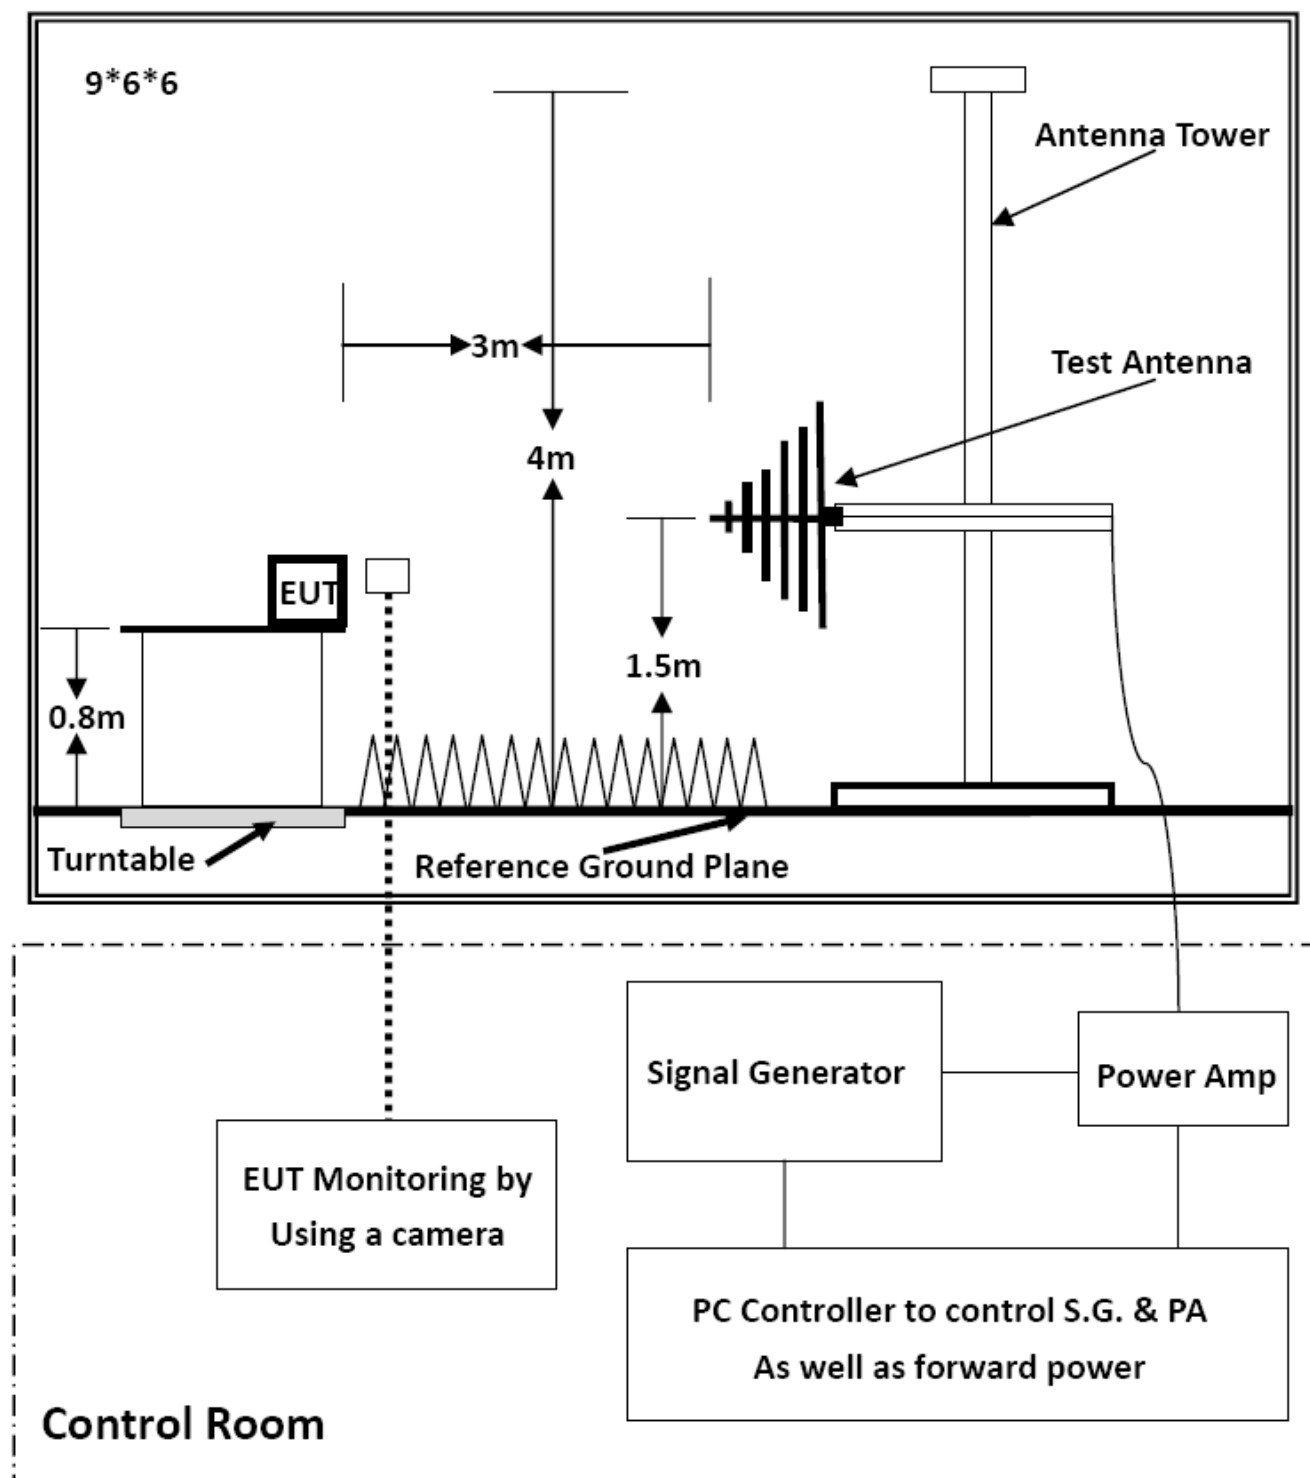 9*6*6
Antenna Tower
3m
Test Antenna
4m
EUT
1.5m
0.8m
Turntable
Reference Ground Plane
Signal Generator
Power Amp
EUT Monitoring by
Using a camera
PC Controller to control S.G. & PA
As well as forward power
Control Room